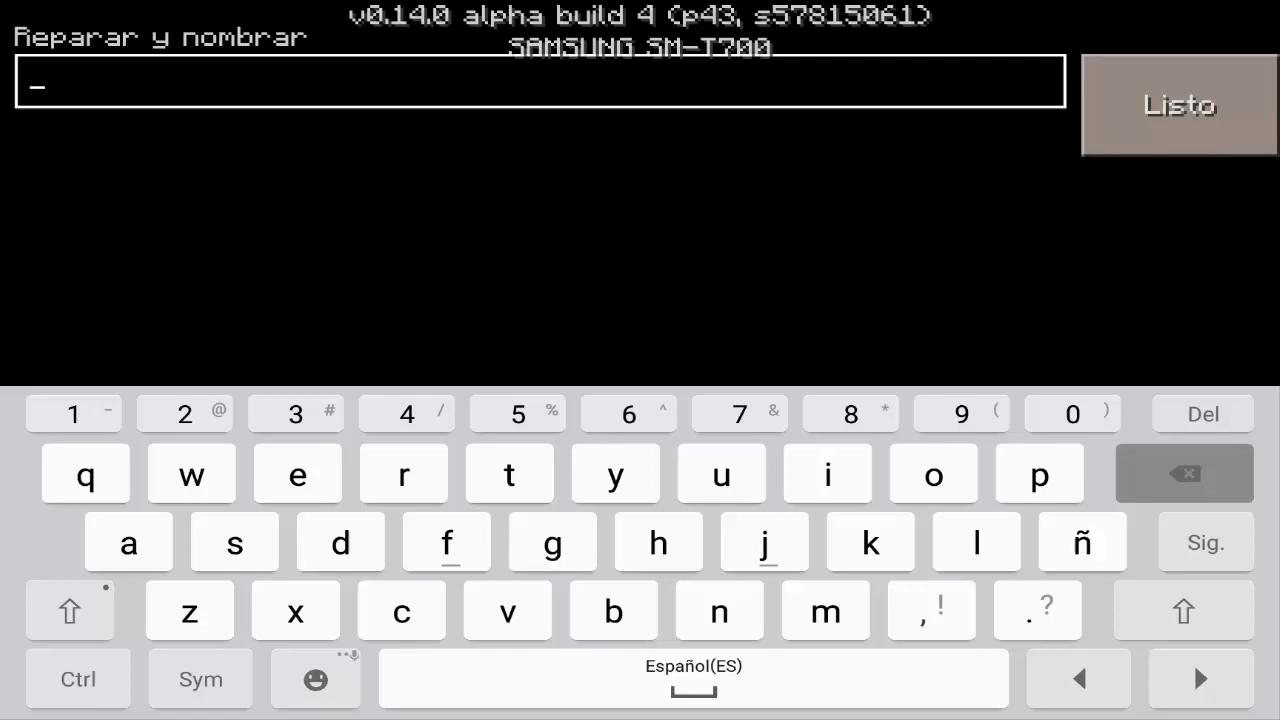 v0.14.0 alpha build 4 (p43, s57815061)
SAMSUNG SM-T700
Reparar y nombrar
_
Listo
1 - 2 @ 3 # 4 / 5 % 6 ^ 7 & 8 * 9 ( 0 ) Del
q w e r t y u i o p
a s d f g h j k l ñ Sig.
z x c v b n m , ! . ?
Ctrl Sym Español(ES)